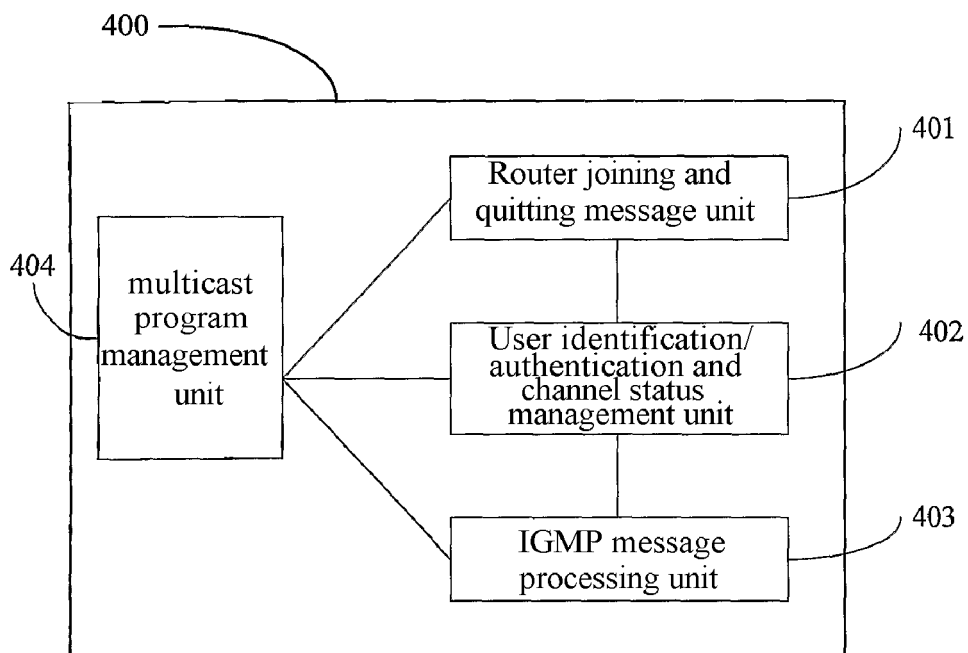 400
401
Router joining and
quitting message unit
404
multicast
program
management
unit
402
User identification/
authentication and
channel status
management unit
403
IGMP message
processing unit